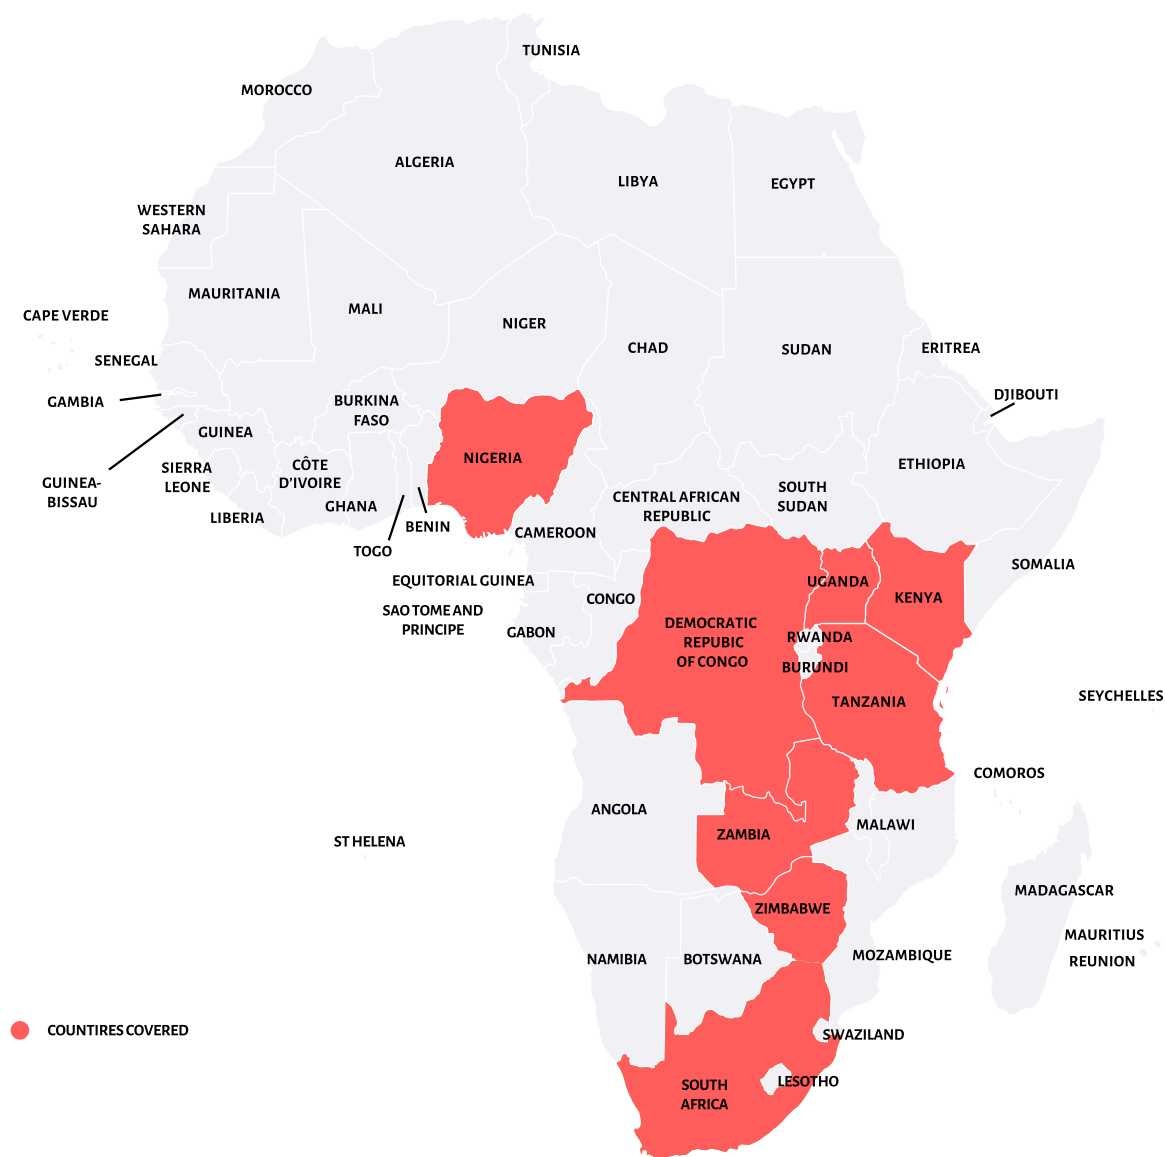 TUNISIA
MOROCCO
ALGERIA
LIBYA
EGYPT
WESTERN
SAHARA
MAURITANIA
MALI
CAPE VERDE
NIGER
CHAD
SUDAN
ERITREA
SENEGAL
DJIBOUTI
GAMBIA
BURKINA
FASO
GUINEA
NIGERIA
ETHIOPIA
CÔTE
D'IVOIRE
SIERRA
LEONE
GUINEA-
BISSAU
SOUTH
SUDAN
CENTRAL AFRICAN
REPUBLIC
GHANA
LIBERIA
BENIN
CAMEROON
TOGO
SOMALIA
EQUITORIAL GUINEA
UGANDA
CONGO
KENYA
SAO TOME AND
PRINCIPE
GABON
DEMOCRATIC
REPUBIC
OF CONGO
RWANDA
BURUNDI
TANZANIA
SEYCHELLES
COMOROS
ANGOLA
MALAWI
ZAMBIA
ST HELENA
MADAGASCAR
ZIMBABWE
MAURITIUS
REUNION
NAMIBIA
BOTSWANA
MOZAMBIQUE
COUNTIRES COVERED
SWAZILAND
LESOTHO
SOUTH
AFRICA